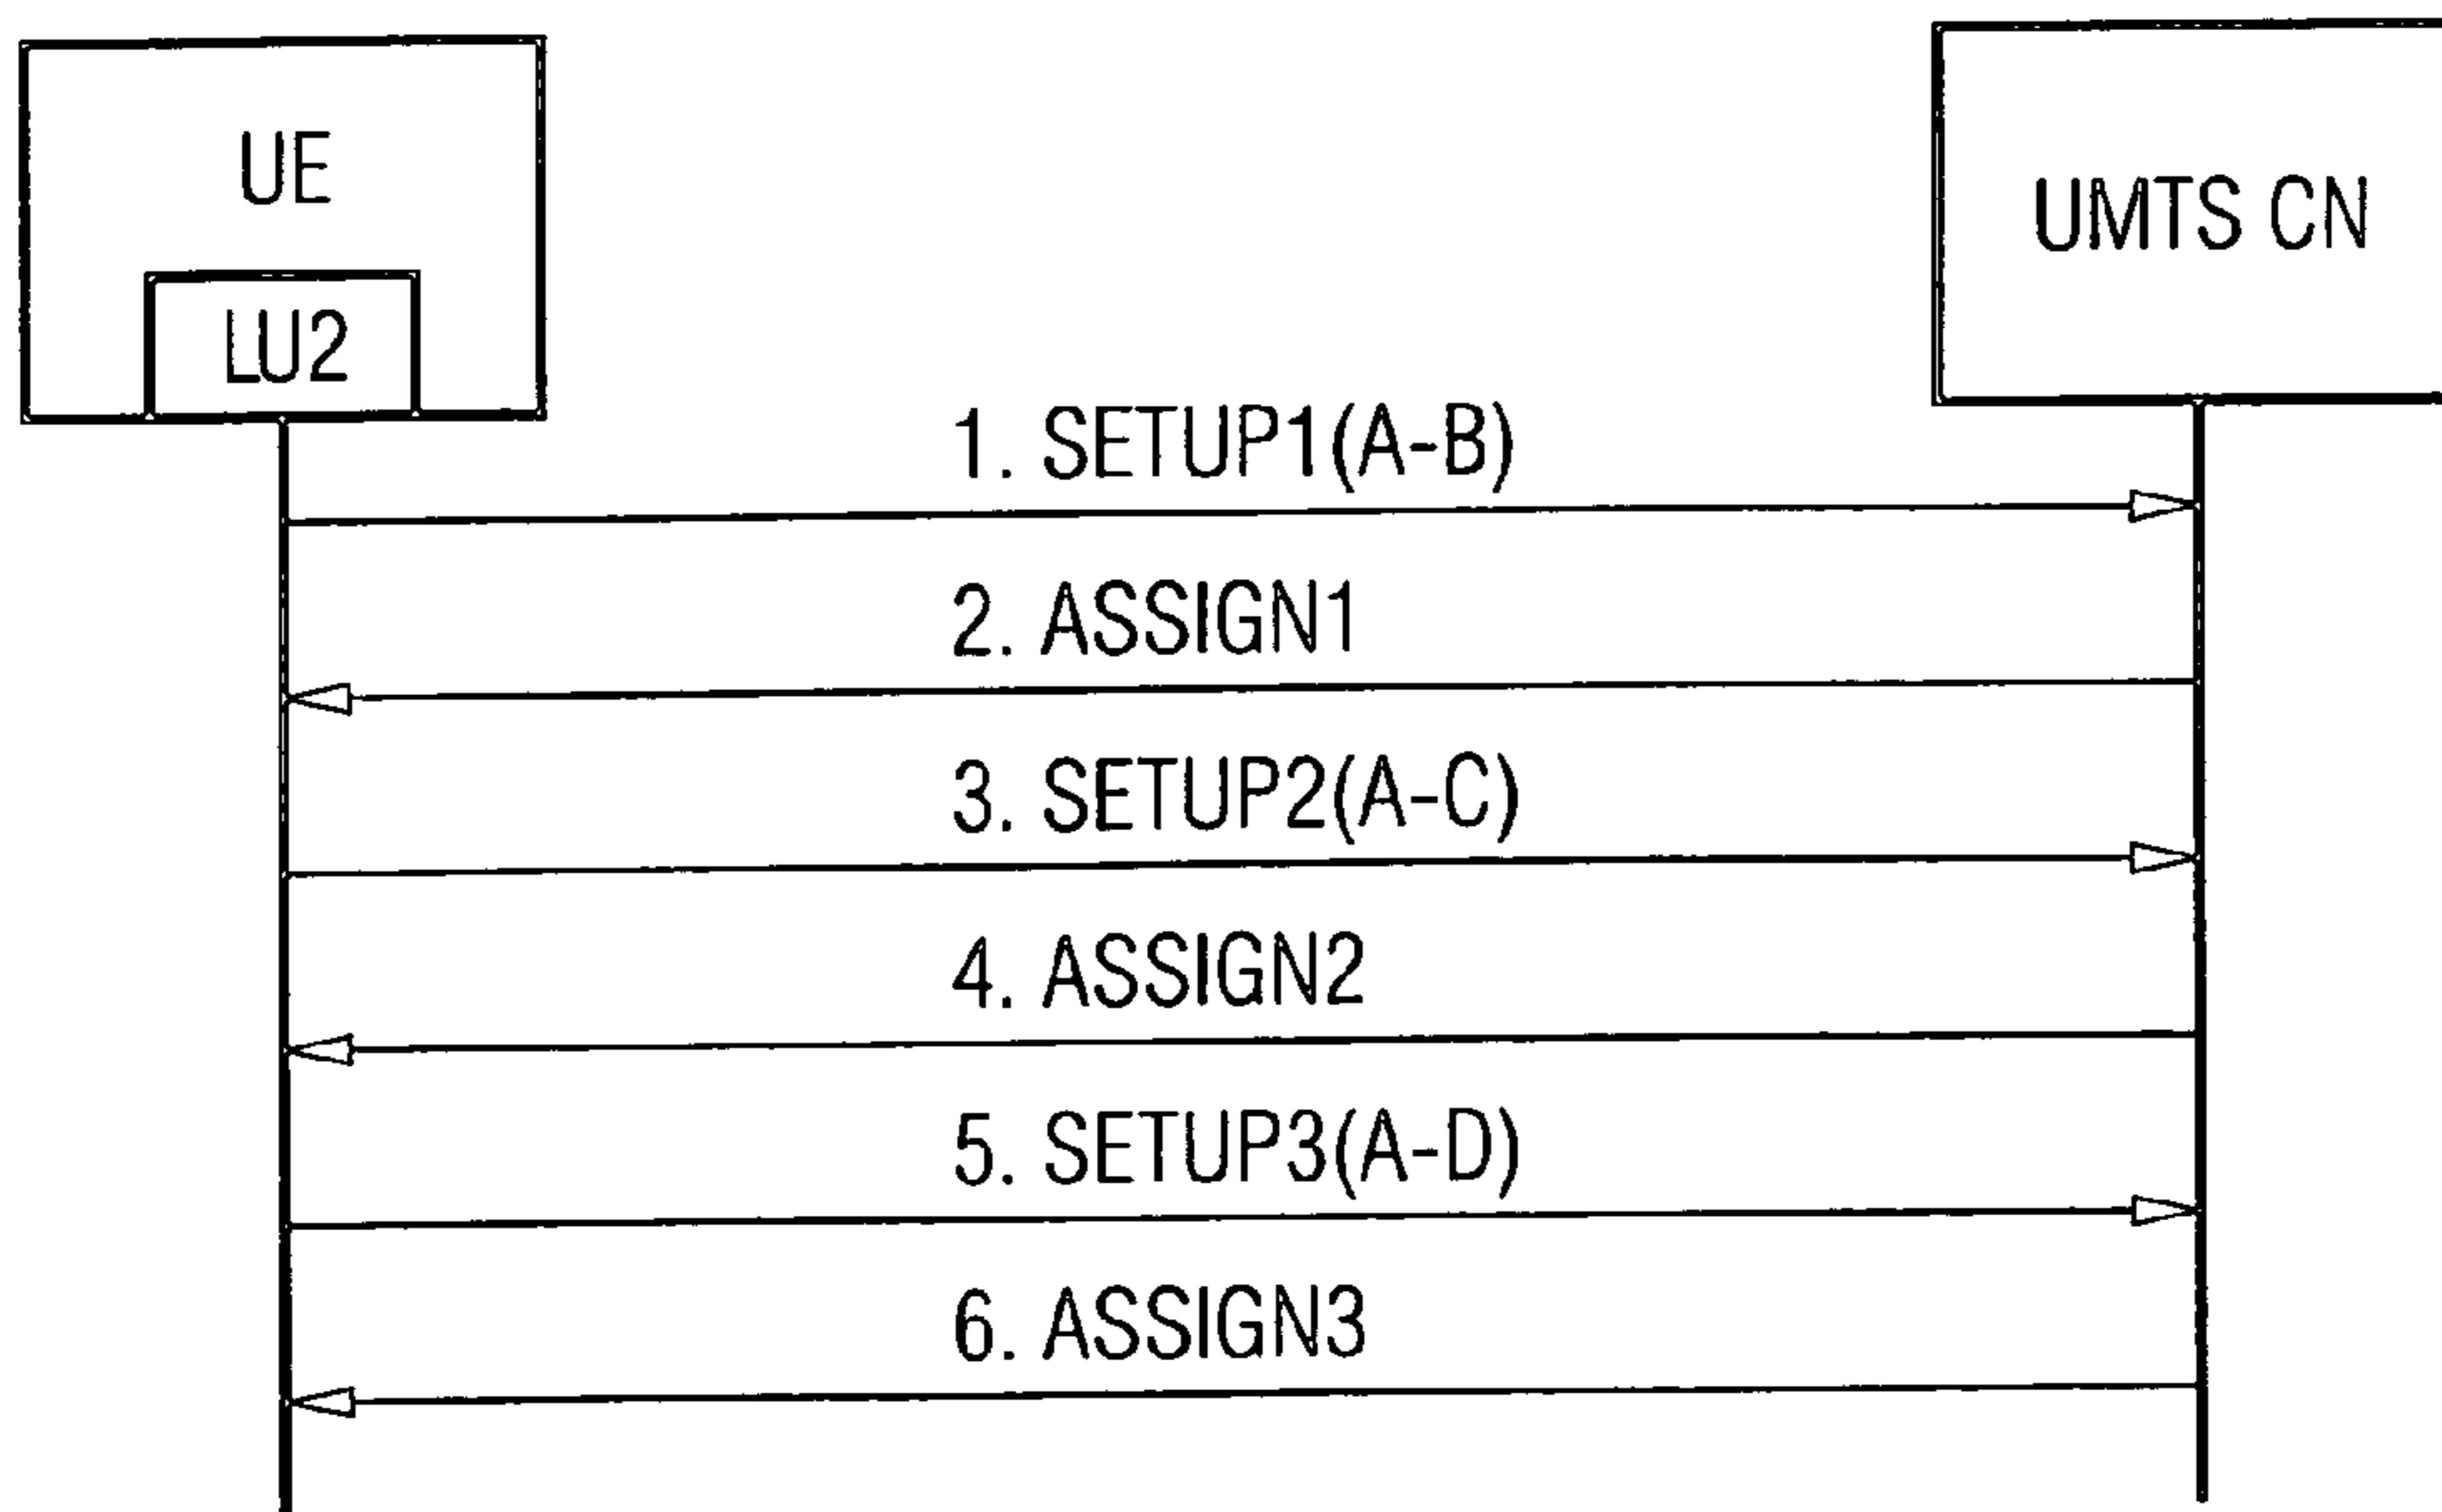 UE
UMTS CN
LU2
1. SETUP1(A-B)
2. ASSIGN1
3. SETUP2(A-C)
4. ASSIGN2
5. SETUP3(A-D)
6. ASSIGN3